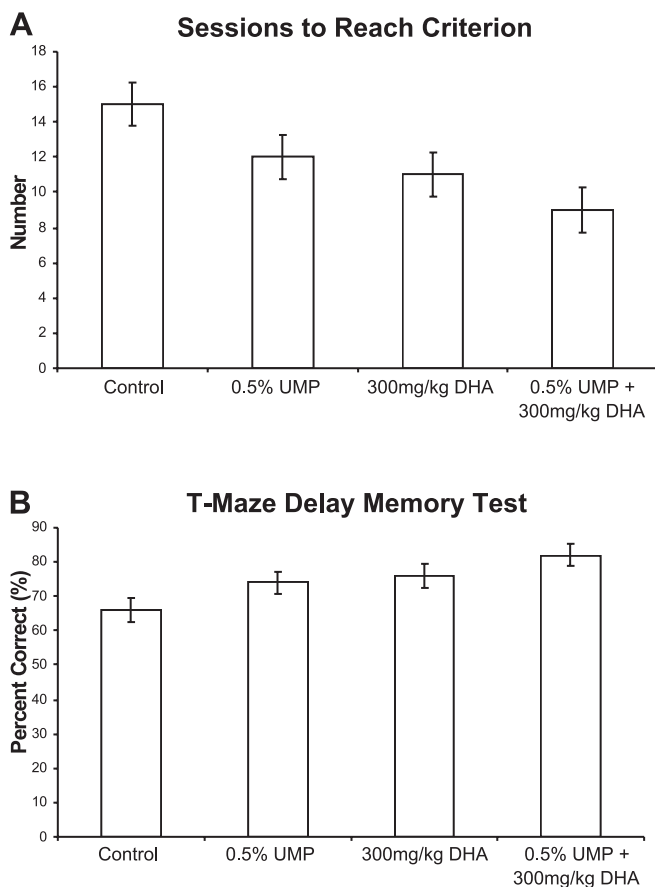 A
Sessions to Reach Criterion
Number
18
16
14
12
10
8
6
4
2
0
Control
0.5% UMP
300mg/kg DHA
0.5% UMP +
300mg/kg DHA
B
T-Maze Delay Memory Test
Percent Correct (%)
90
80
70
60
50
40
30
20
10
0
Control
0.5% UMP
300mg/kg DHA
0.5% UMP +
300mg/kg DHA